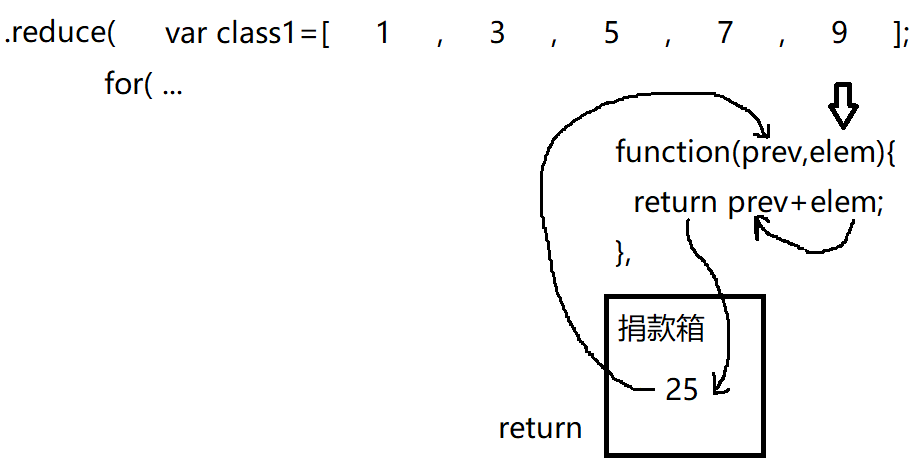 .reduce( var class1=[ 1 , 3 , 5 , 7 , 9 ];
for( ...
function(prev,elem){
return prev+elem;
},
捐款箱
25
return